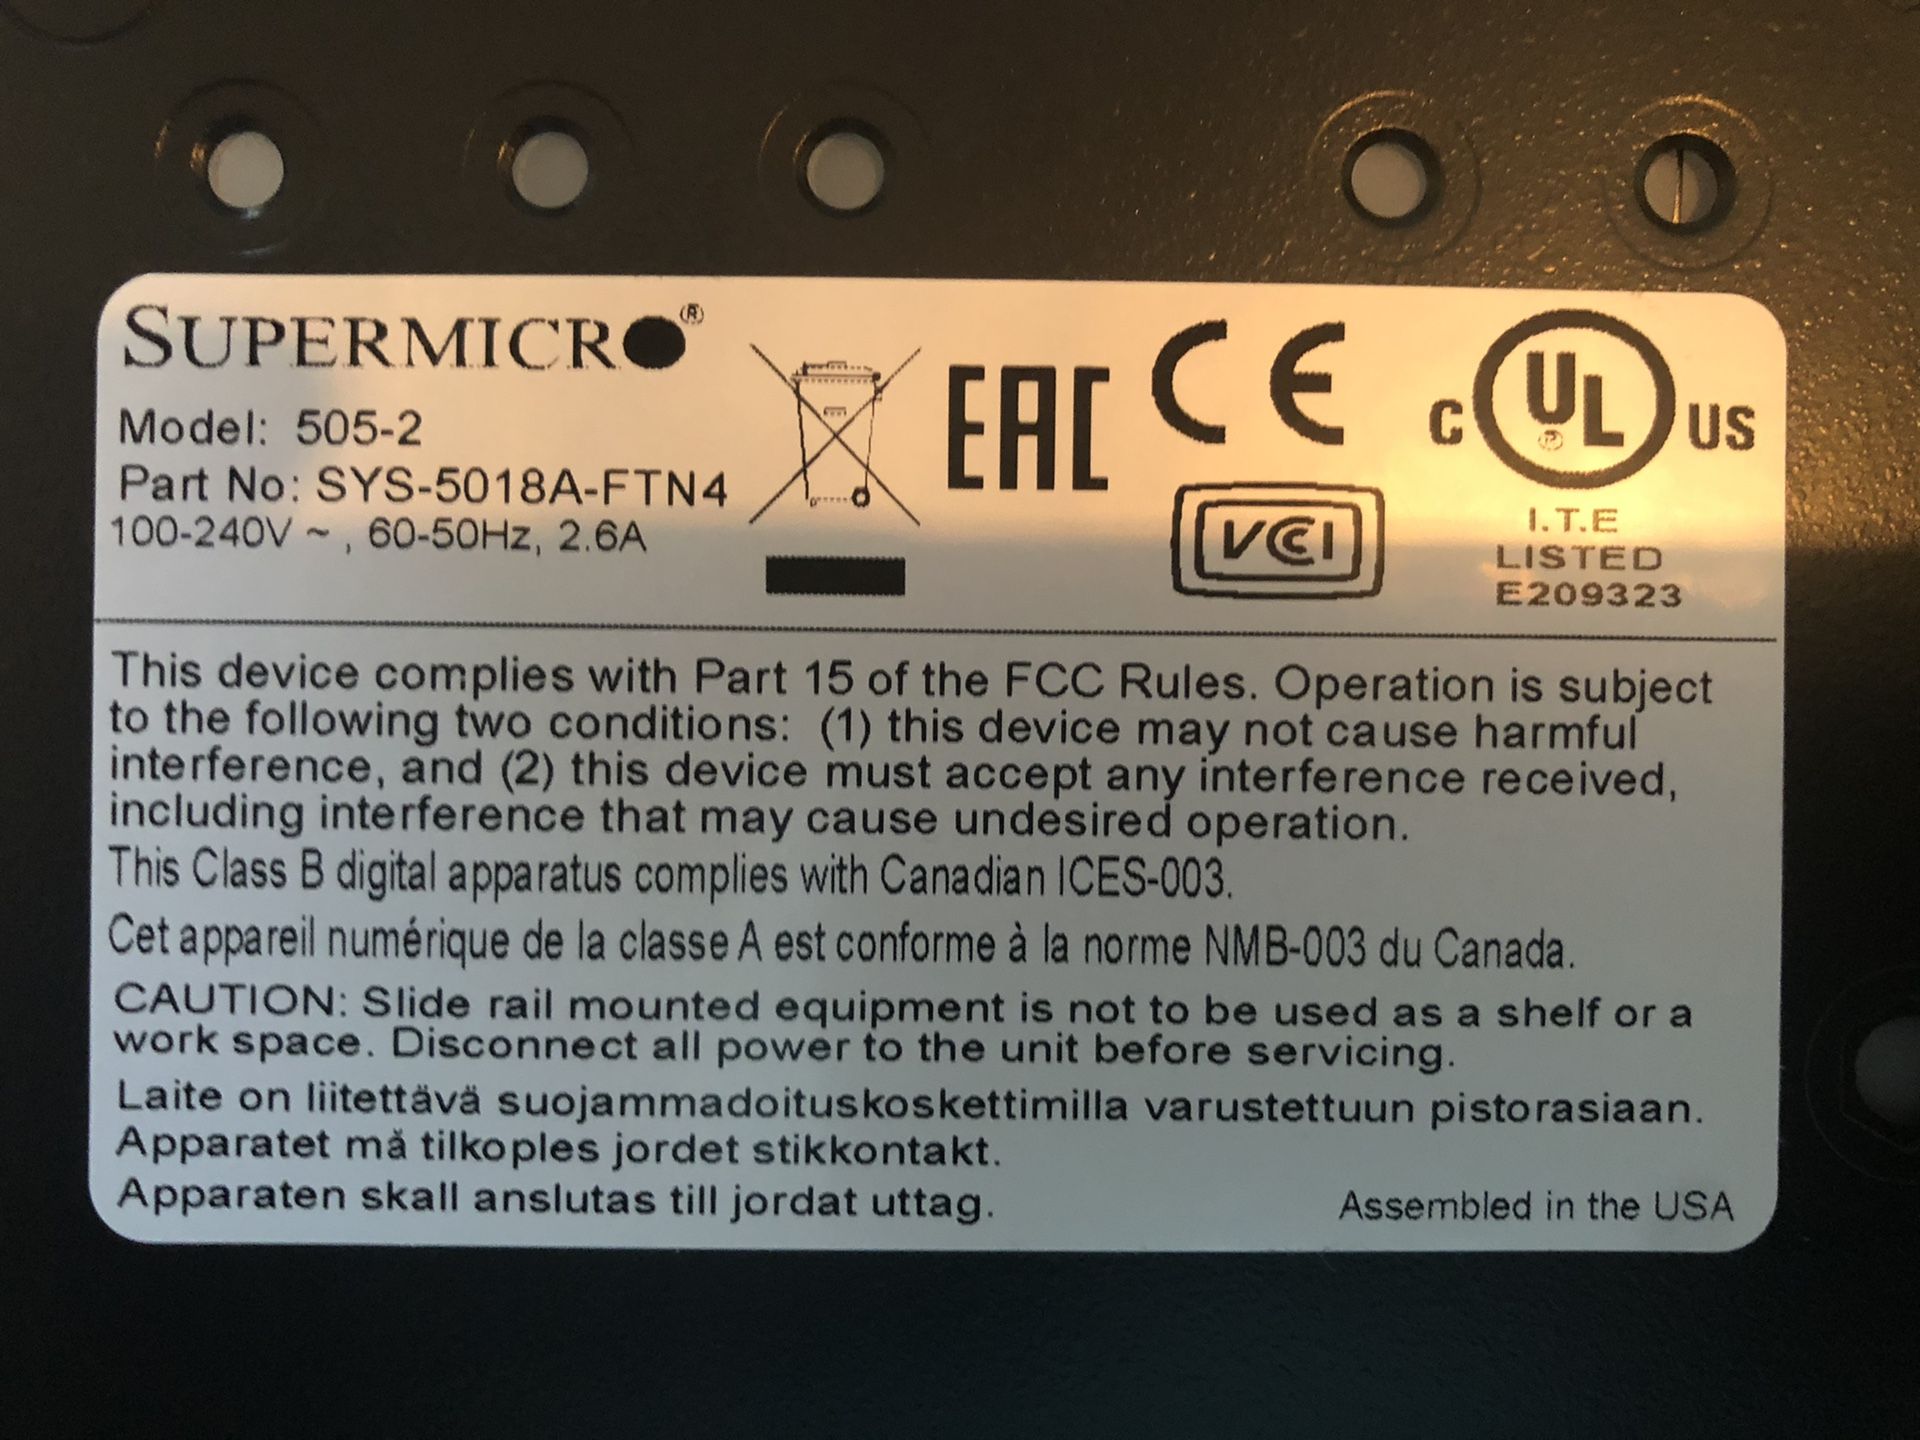 SUPERMICRO®
Model: 505-2
Part No: SYS-5018A-FTN4
100-240V ~ , 60-50Hz, 2.6A
EAC
CE
C UL® US
VCCI
I.T.E
LISTED
E209323
This device complies with Part 15 of the FCC Rules. Operation is subject
to the following two conditions: (1) this device may not cause harmful
interference, and (2) this device must accept any interference received,
including interference that may cause undesired operation.
This Class B digital apparatus complies with Canadian ICES-003.
Cet appareil numérique de la classe A est conforme à la norme NMB-003 du Canada.
CAUTION: Slide rail mounted equipment is not to be used as a shelf or a
work space. Disconnect all power to the unit before servicing.
Laite on liitettävä suojammadoituskoskettimilla varustettuun pistorasiaan.
Apparatet må tilkoples jordet stikkontakt.
Apparaten skall anslutas till jordat uttag.
Assembled in the USA